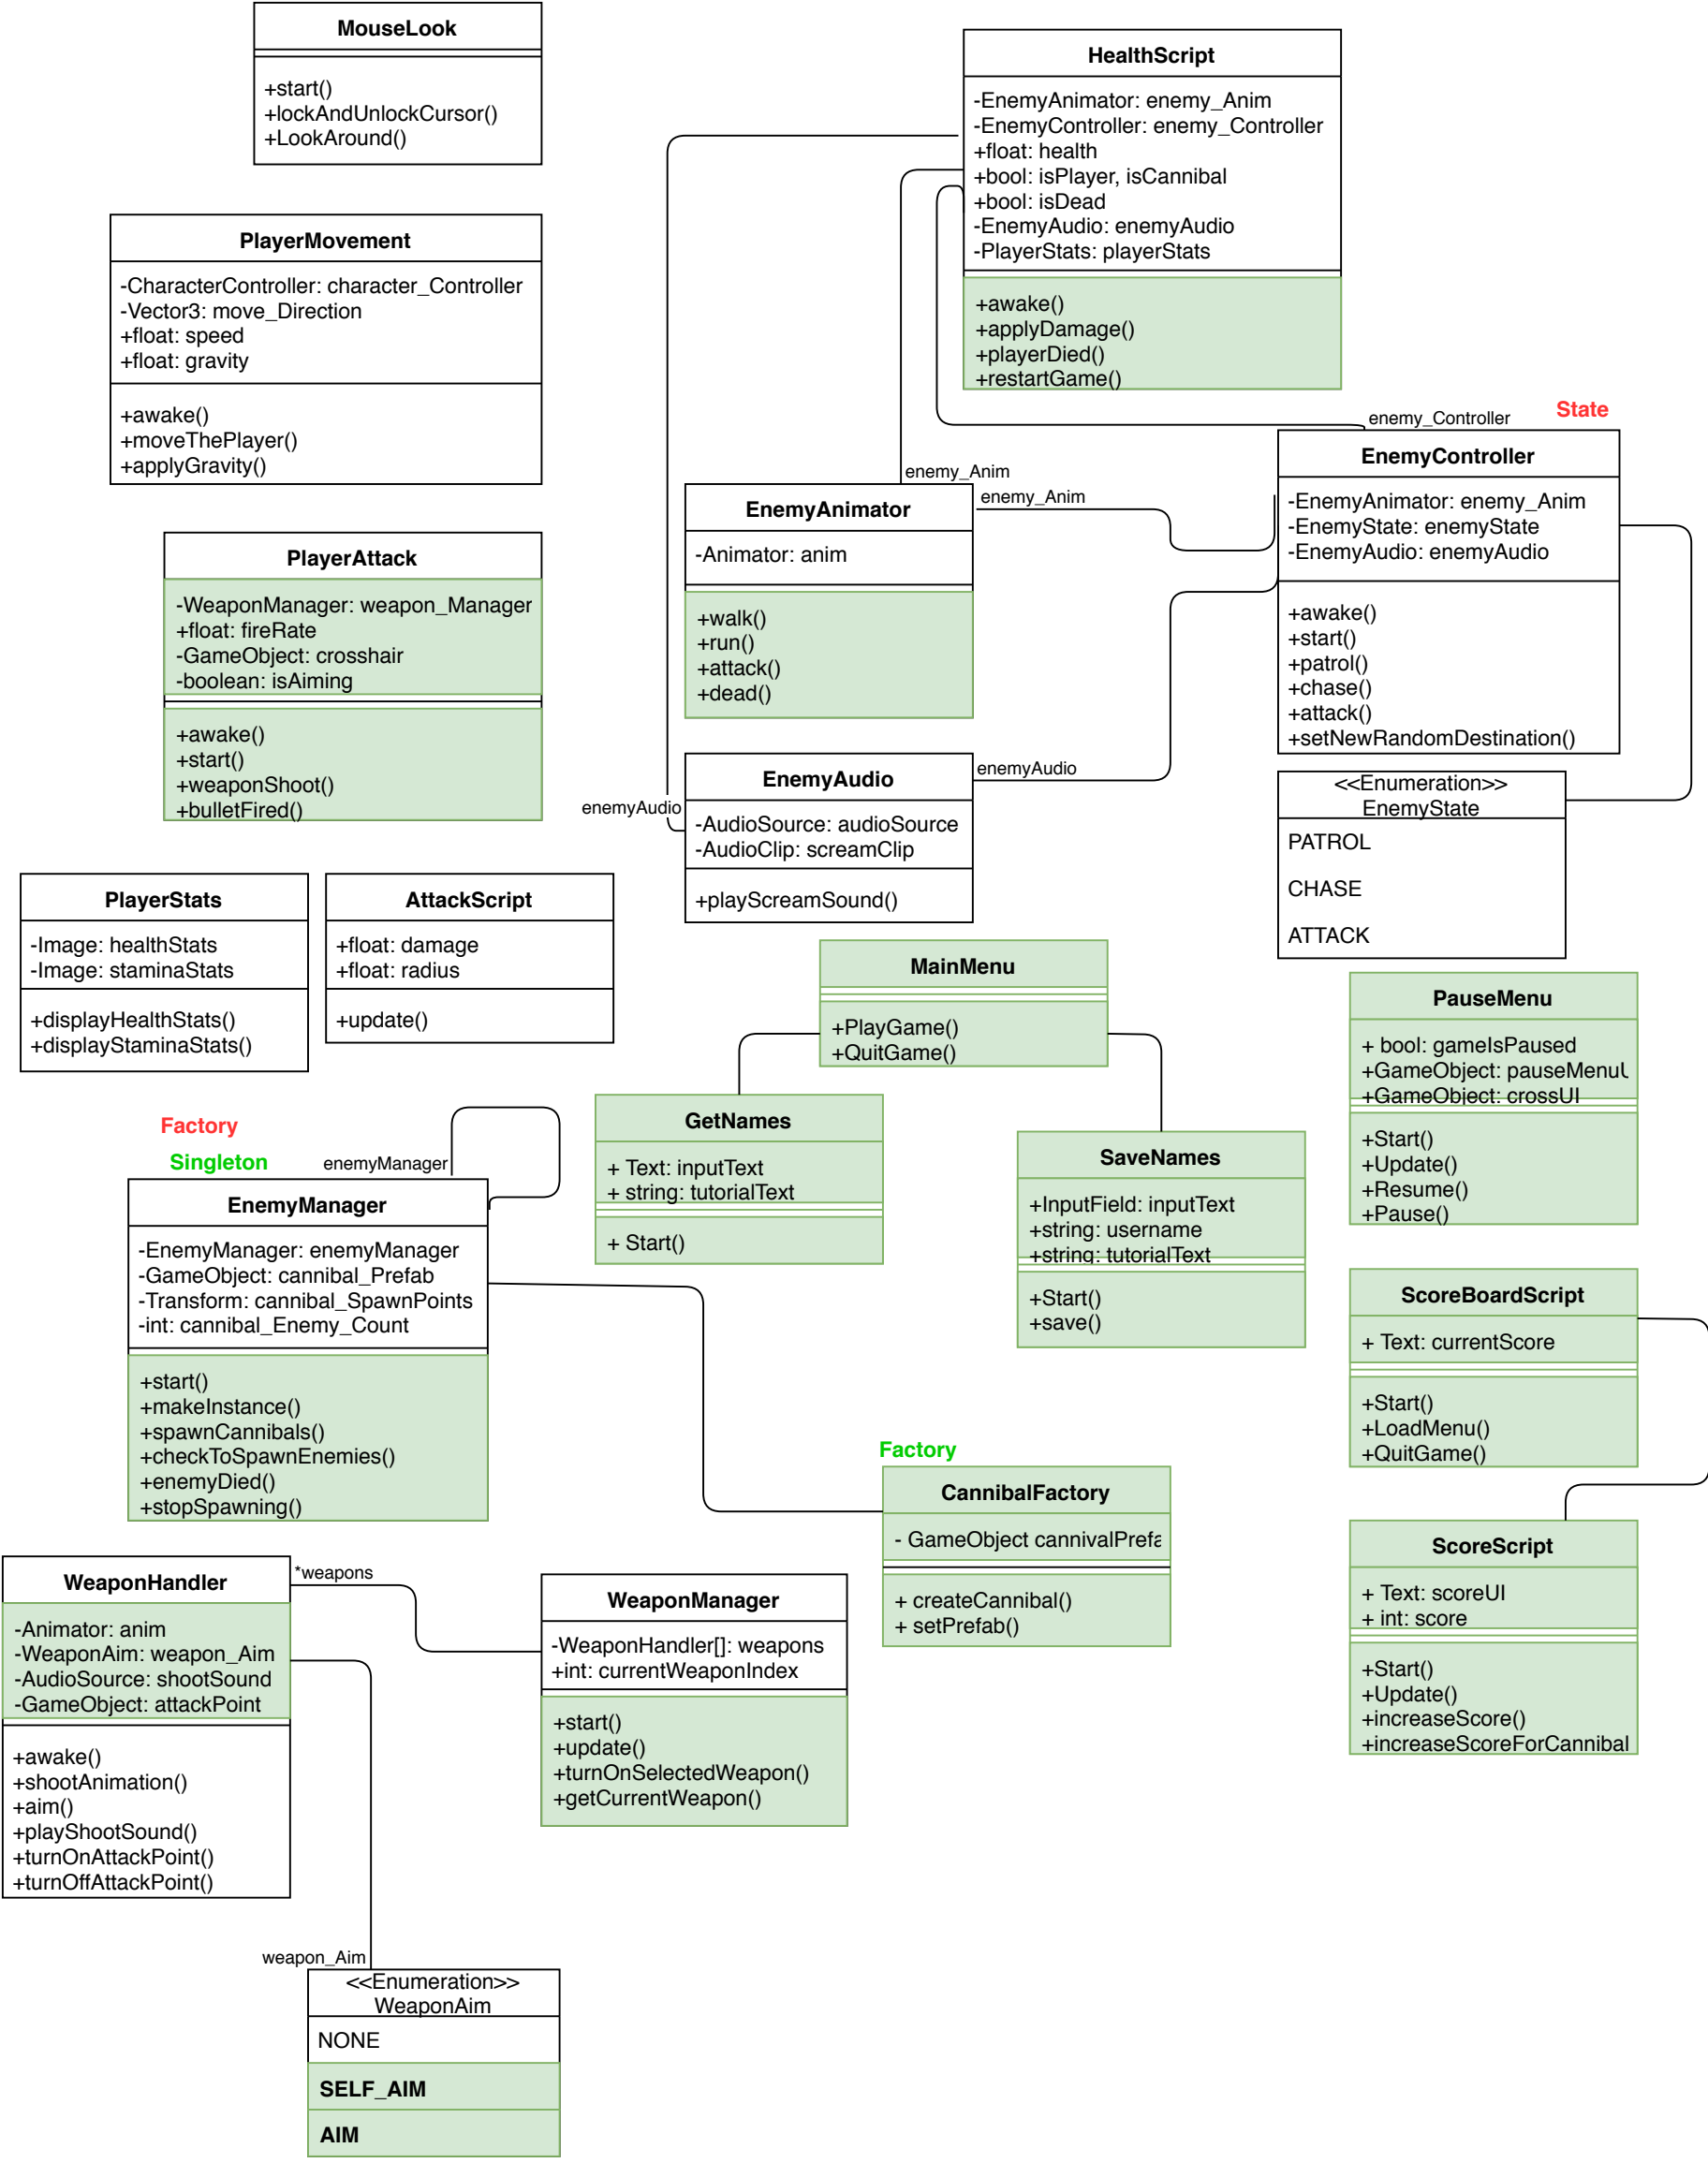 MouseLook
+start()
+lockAndUnlockCursor()
+LookAround()
HealthScript
-EnemyAnimator: enemy_Anim
-EnemyController: enemy_Controller
+float: health
+bool: isPlayer, isCannibal
+bool: isDead
-EnemyAudio: enemyAudio
-PlayerStats: playerStats
+awake()
+applyDamage()
+playerDied()
+restartGame()
PlayerMovement
-CharacterController: character_Controller
-Vector3: move_Direction
+float: speed
+float: gravity
+awake()
+moveThePlayer()
+applyGravity()
State
enemy_Controller
EnemyController
-EnemyAnimator: enemy_Anim
-EnemyState: enemyState
-EnemyAudio: enemyAudio
+awake()
+start()
+patrol()
+chase()
+attack()
+setNewRandomDestination()
enemy_Anim
enemy_Anim
EnemyAnimator
-Animator: anim
+walk()
+run()
+attack()
+dead()
PlayerAttack
-WeaponManager: weapon_Manager
+float: fireRate
-GameObject: crosshair
-boolean: isAiming
+awake()
+start()
+weaponShoot()
+bulletFired()
enemyAudio
enemyAudio
EnemyAudio
-AudioSource: audioSource
-AudioClip: screamClip
+playScreamSound()
<<Enumeration>>
EnemyState
PATROL
CHASE
ATTACK
PlayerStats
-Image: healthStats
-Image: staminaStats
+displayHealthStats()
+displayStaminaStats()
AttackScript
+float: damage
+float: radius
+update()
MainMenu
+PlayGame()
+QuitGame()
PauseMenu
+ bool: gameIsPaused
+GameObject: pauseMenuU
+GameObject: crossUI
+Start()
+Update()
+Resume()
+Pause()
GetNames
+ Text: inputText
+ string: tutorialText
+ Start()
SaveNames
+InputField: inputText
+string: username
+string: tutorialText
+Start()
+save()
Factory
Singleton
enemyManager
EnemyManager
-EnemyManager: enemyManager
-GameObject: cannibal_Prefab
-Transform: cannibal_SpawnPoints
-int: cannibal_Enemy_Count
+start()
+makeInstance()
+spawnCannibals()
+checkToSpawnEnemies()
+enemyDied()
+stopSpawning()
ScoreBoardScript
+ Text: currentScore
+Start()
+LoadMenu()
+QuitGame()
Factory
CannibalFactory
- GameObject cannivalPrefa
+ createCannibal()
+ setPrefab()
ScoreScript
+ Text: scoreUI
+ int: score
+Start()
+Update()
+increaseScore()
+increaseScoreForCannibal
WeaponHandler
-Animator: anim
-WeaponAim: weapon_Aim
-AudioSource: shootSound
-GameObject: attackPoint
+awake()
+shootAnimation()
+aim()
+playShootSound()
+turnOnAttackPoint()
+turnOffAttackPoint()
*weapons
WeaponManager
-WeaponHandler[]: weapons
+int: currentWeaponIndex
+start()
+update()
+turnOnSelectedWeapon()
+getCurrentWeapon()
weapon_Aim
<<Enumeration>>
WeaponAim
NONE
SELF_AIM
AIM